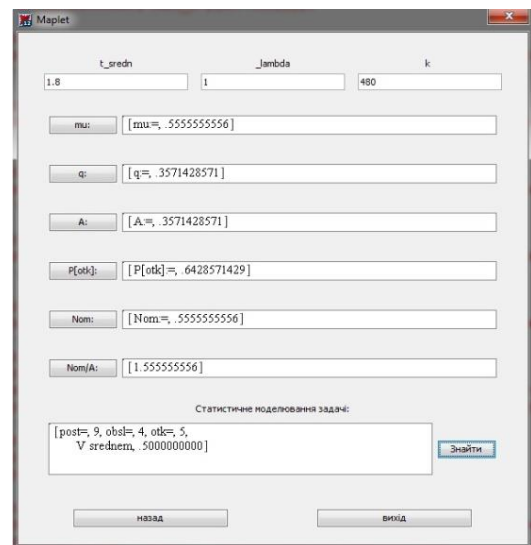 Maplet
t_sredn _lambda k
1.8 1 480
mu: [mu:=, .5555555556]
q: [q:=, .3571428571]
A: [A:=, .3571428571]
P[otk]: [P[otk]:=, .6428571429]
Nom: [Nom:=, .5555555556]
Nom/A: [1.555555556]
Статистичне моделювання задачі:
[post=, 9, obsl=, 4, otk=, 5,
V srednem, .5000000000]
Знайти
назад вихід